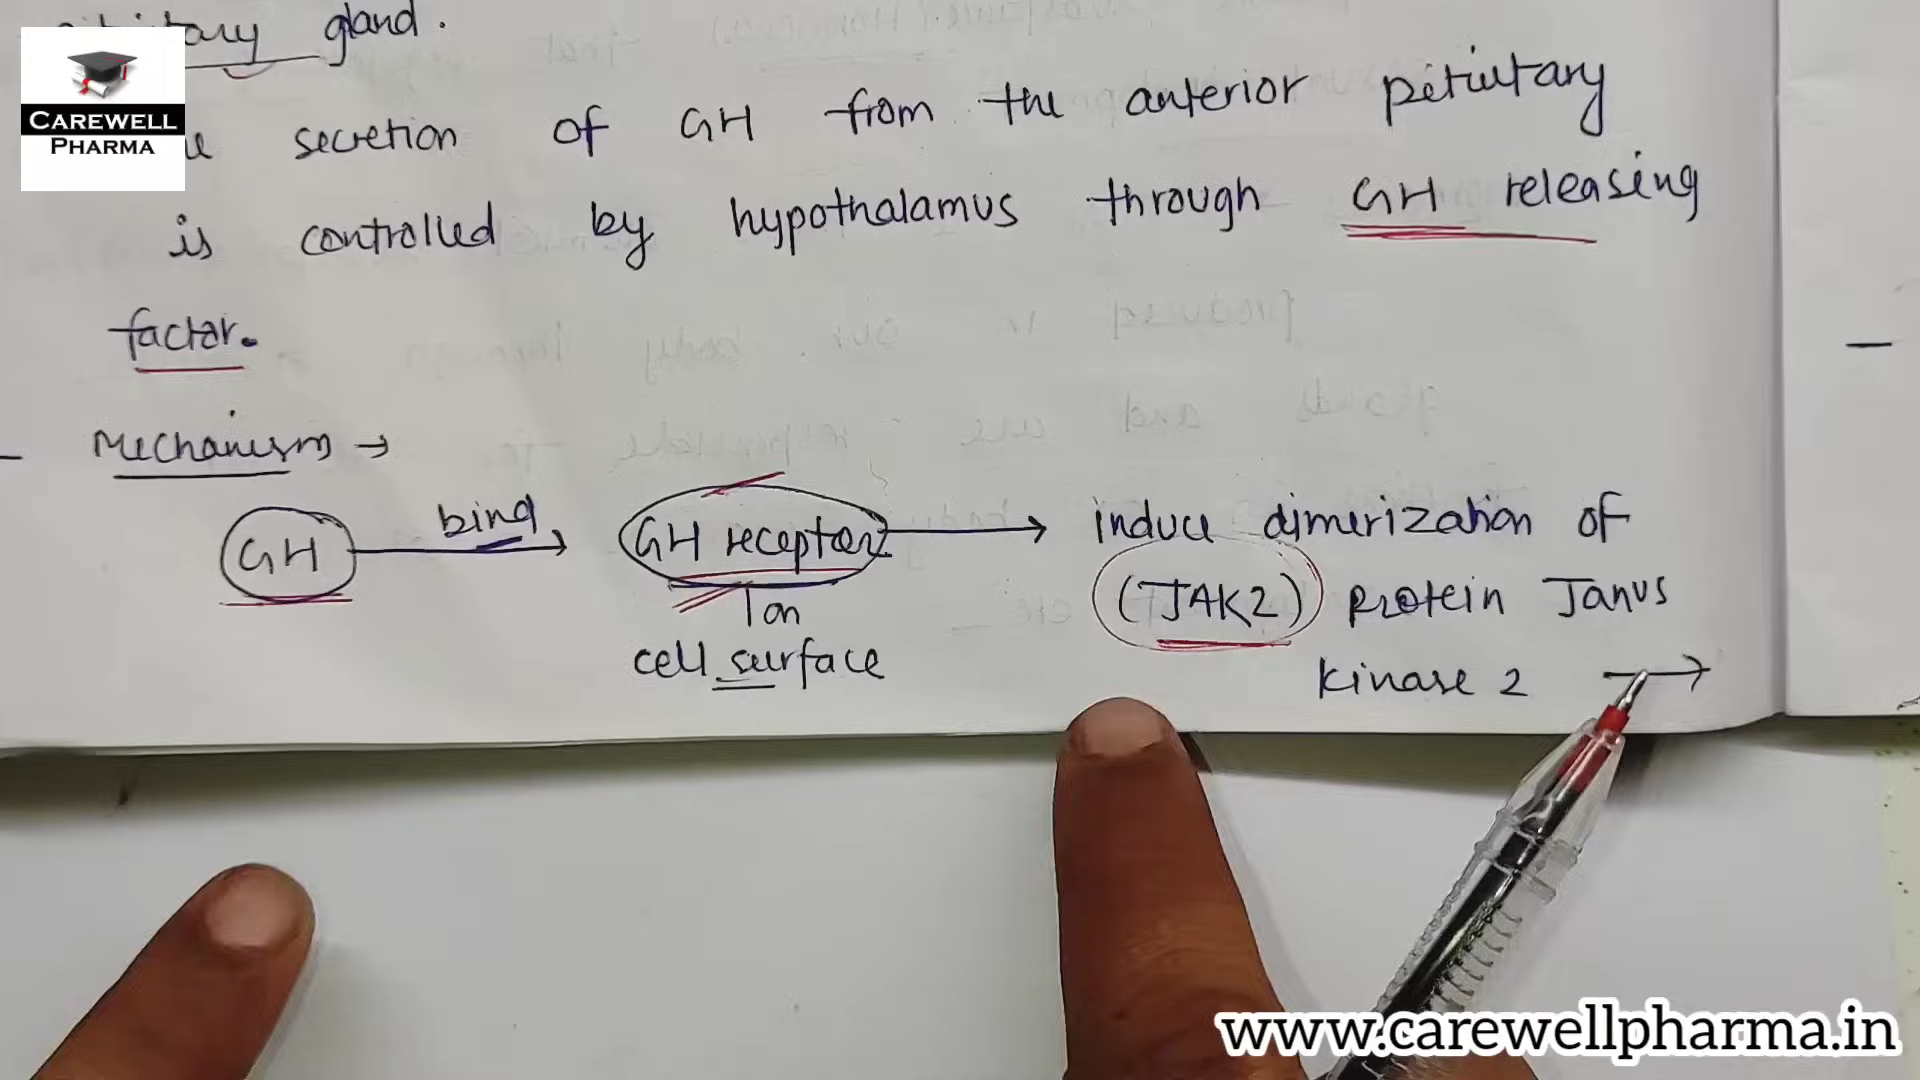 gland.
CAREWELL
PHARMA
secretion of GH from the anterior pitiutary
is controlled by hypothalamus through GH releasing
factor.
Mechanism →
GH bind → GH receptor → induce dimerization of
on (JAK2) protein Janus
cell surface kinase 2 →
www.carewellpharma.in